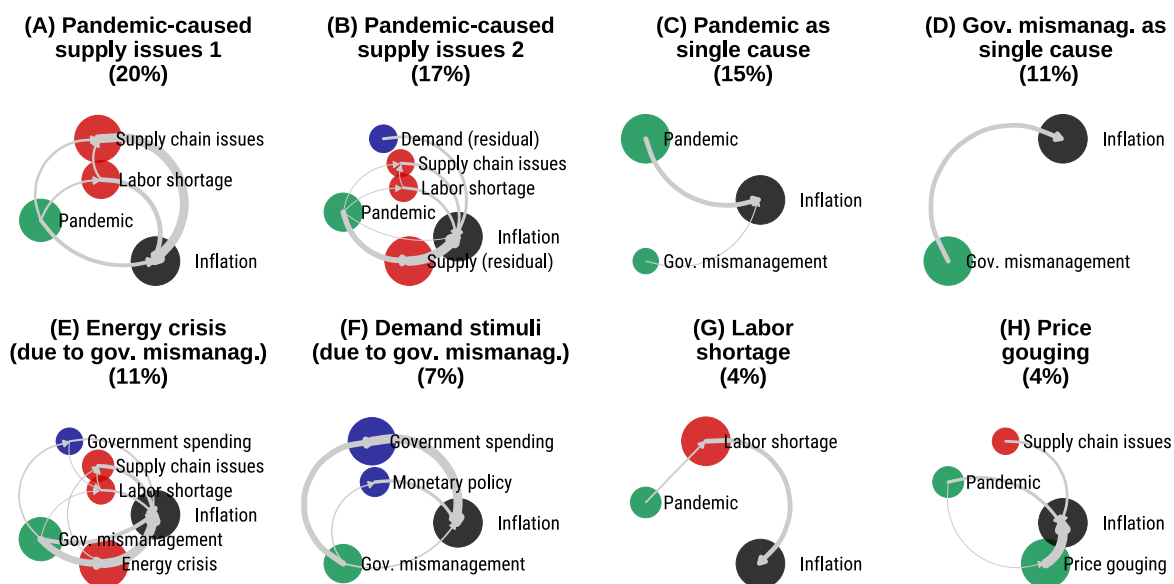 (A) Pandemic-caused
supply issues 1
(20%)
Supply chain issues
Labor shortage
Pandemic
Inflation
(B) Pandemic-caused
supply issues 2
(17%)
Demand (residual)
Supply chain issues
Labor shortage
Pandemic
Inflation
Supply (residual)
(C) Pandemic as
single cause
(15%)
Pandemic
Inflation
Gov. mismanagement
(D) Gov. mismanag. as
single cause
(11%)
Inflation
Gov. mismanagement
(E) Energy crisis
(due to gov. mismanag.)
(11%)
Government spending
Supply chain issues
Labor shortage
Inflation
Gov. mismanagement
Energy crisis
(F) Demand stimuli
(due to gov. mismanag.)
(7%)
Government spending
Monetary policy
Inflation
Gov. mismanagement
(G) Labor
shortage
(4%)
Labor shortage
Pandemic
Inflation
(H) Price
gouging
(4%)
Supply chain issues
Pandemic
Inflation
Price gouging